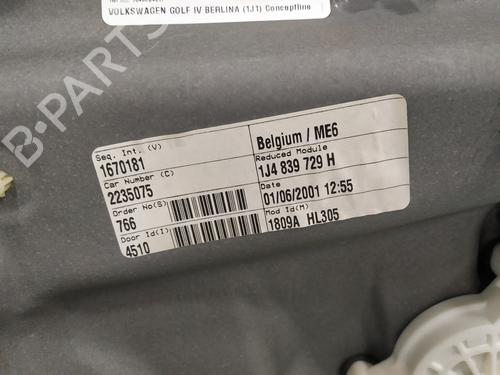 VOLKSWAGEN GOLF IV BERLINA (1J1) Conceptline
Seq. Int. (V)
1670181
Car Number (C)
2235075
Order No(S)
766
Door Id(I)
4510
Belgium / ME6
Reduced Module
1J4 839 729 H
Date
01/06/2001 12:55
Mod Id(M)
1809A HL305
B-PARTS